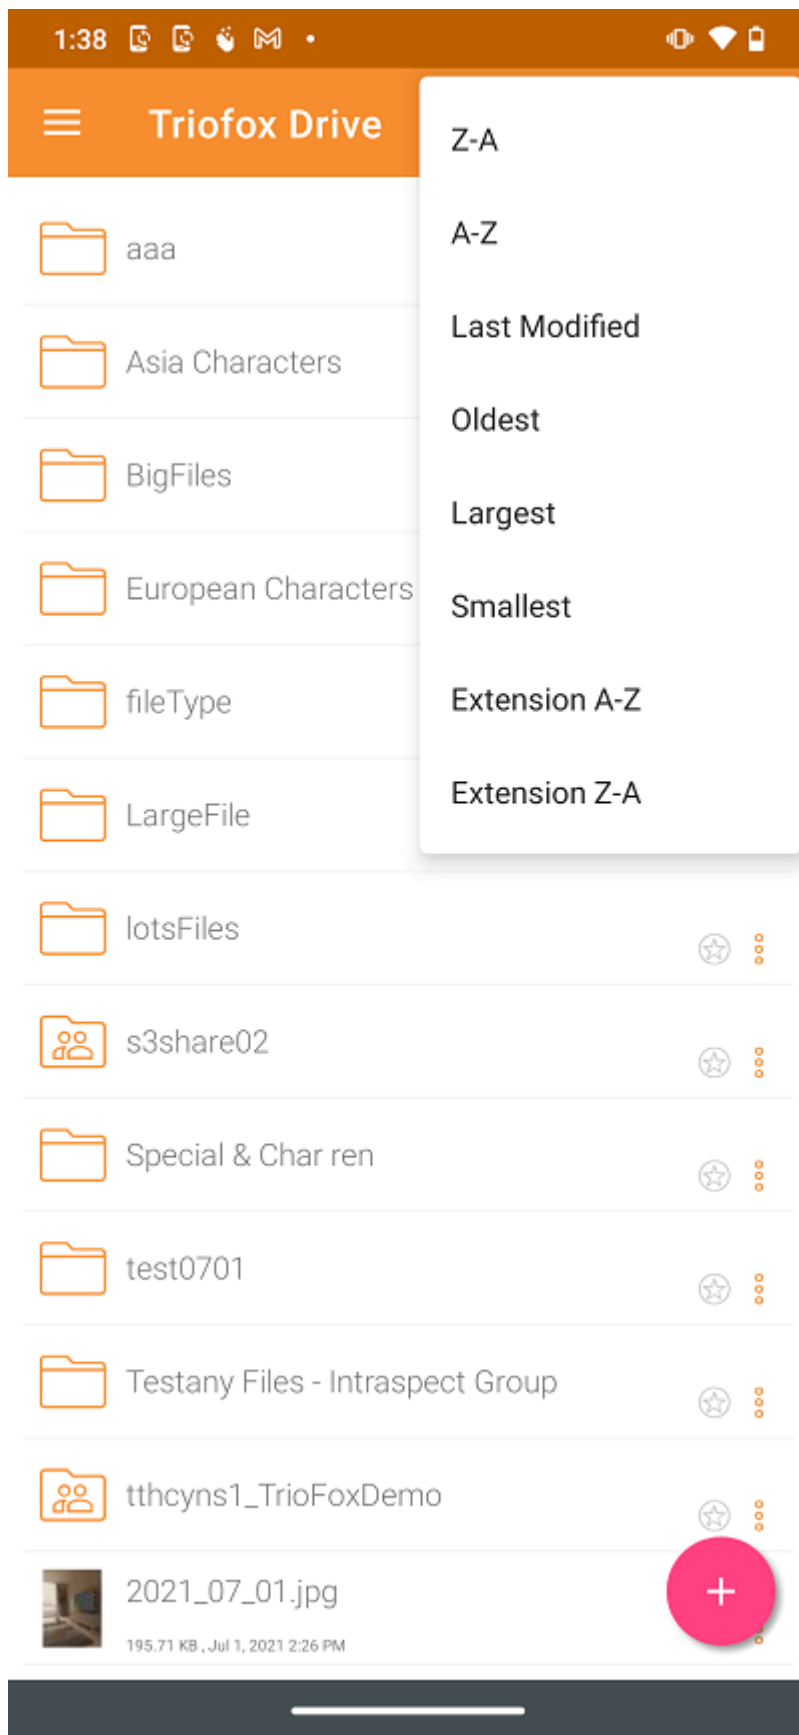 1:38
Triofox Drive
Z-A
A-Z
Last Modified
Oldest
Largest
Smallest
Extension A-Z
Extension Z-A
aaa
Asia Characters
BigFiles
European Characters
fileType
LargeFile
lotsFiles
s3share02
Special & Char ren
test0701
Testany Files - Intraspect Group
tthcyns1_TrioFoxDemo
2021_07_01.jpg
195.71 KB , Jul 1, 2021 2:26 PM